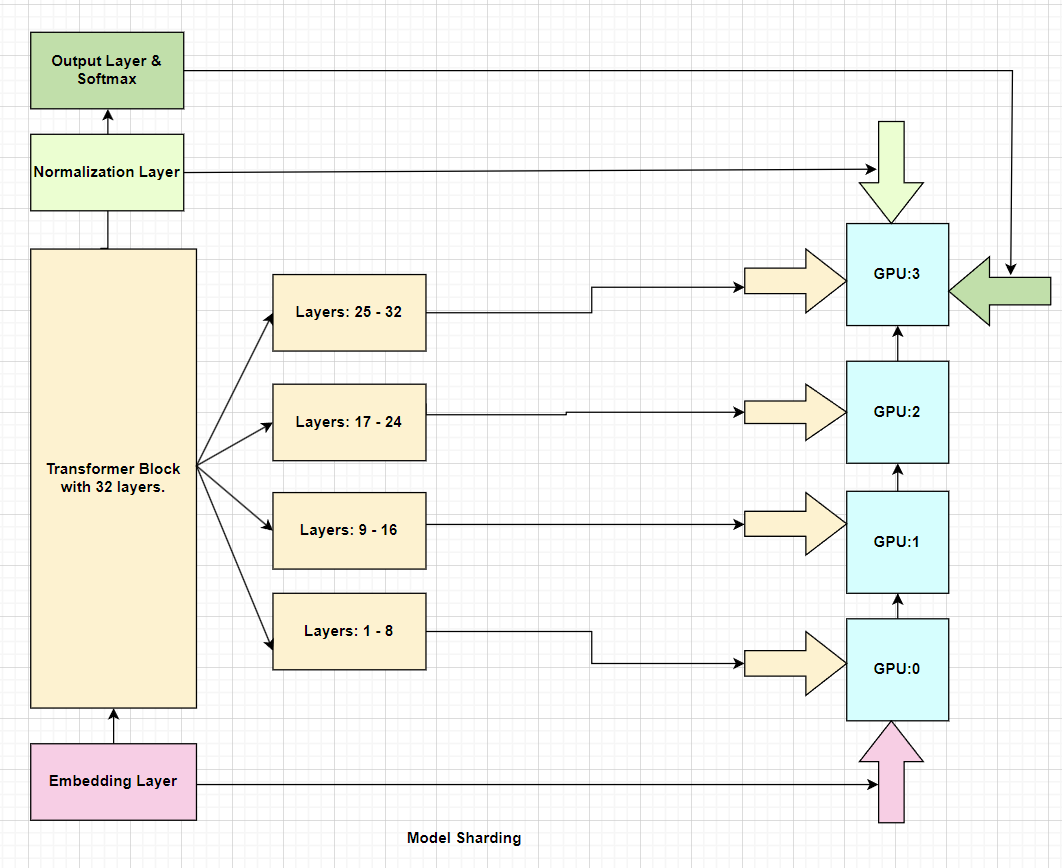 Output Layer &
Softmax
Normalization Layer
GPU:3
Layers: 25 - 32
Layers: 17 - 24
GPU:2
Transformer Block
with 32 layers.
Layers: 9 - 16
GPU:1
Layers: 1 - 8
GPU:0
Embedding Layer
Model Sharding